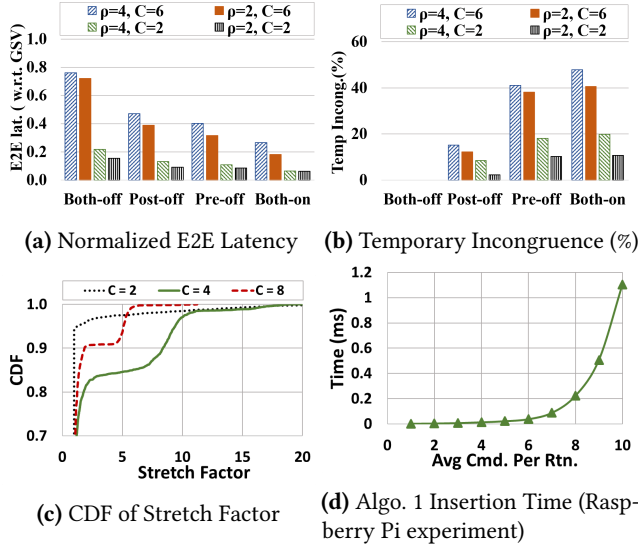 ρ=4, C=6 ρ=2, C=6
ρ=4, C=2 ρ=2, C=2
E2E lat. ( w.r.t. GSV)
1.0
0.8
0.6
0.4
0.2
0.0
Both-off Post-off Pre-off Both-on
(a) Normalized E2E Latency
ρ=4, C=6 ρ=2, C=6
ρ=4, C=2 ρ=2, C=2
Temp Incong.(%)
60
40
20
0
Both-off Post-off Pre-off Both-on
(b) Temporary Incongruence (%)
C = 2 C = 4 C = 8
CDF
1.0
0.9
0.8
0.7
0 5 10 15 20
Stretch Factor
(c) CDF of Stretch Factor
Time (ms)
1.2
1
0.8
0.6
0.4
0.2
0
0 2 4 6 8 10
Avg Cmd. Per Rtn.
(d) Algo. 1 Insertion Time (Rasp-
berry Pi experiment)